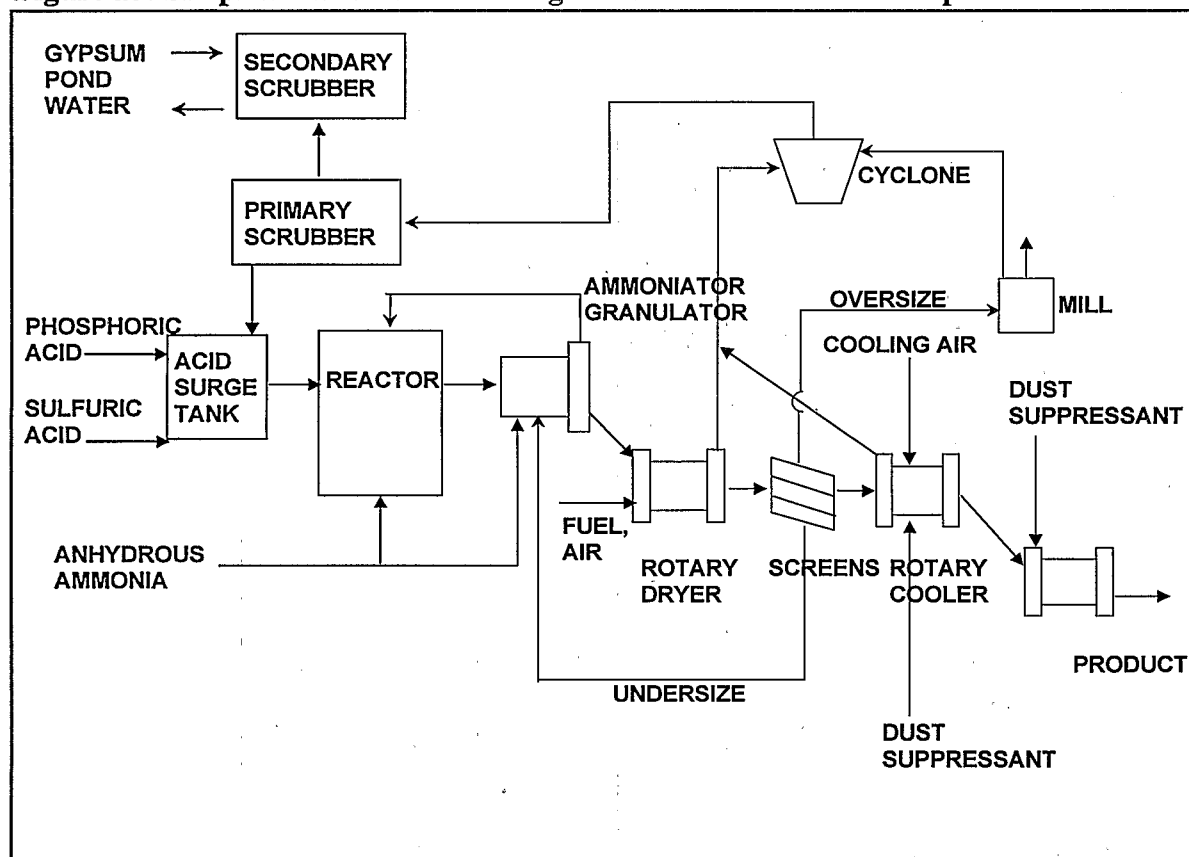 GYPSUM
POND
WATER
SECONDARY
SCRUBBER
PRIMARY
SCRUBBER
CYCLONE
AMMONIATOR
GRANULATOR
OVERSIZE
MILL
COOLING AIR
PHOSPHORIC
ACID
SULFURIC
ACID
ACID
SURGE
TANK
REACTOR
DUST
SUPPRESSANT
FUEL,
AIR
ANHYDROUS
AMMONIA
ROTARY
DRYER
SCREENS
ROTARY
COOLER
PRODUCT
UNDERSIZE
DUST
SUPPRESSANT